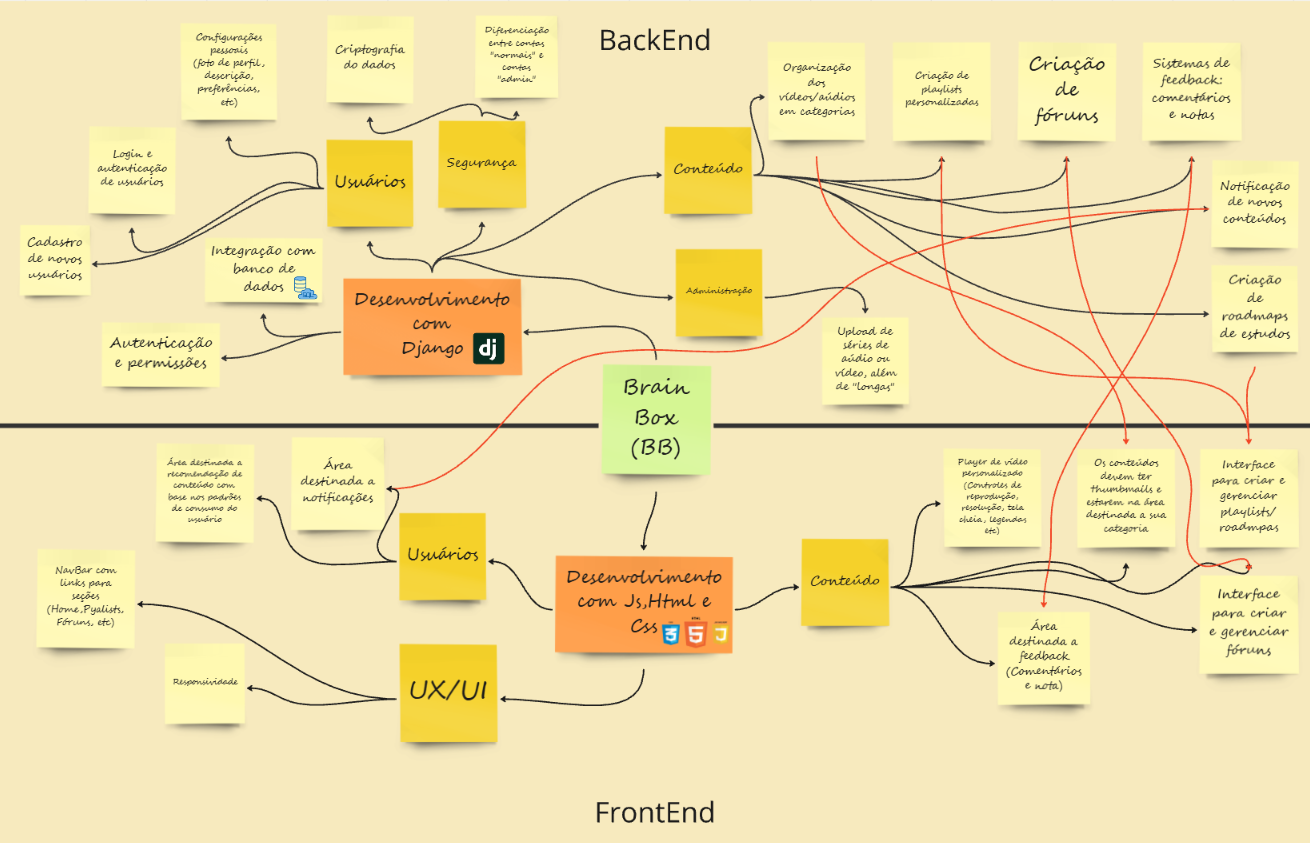 BackEnd
Configurações
pessoais
(foto de perfil,
descrição,
preferências,
etc)
Criptografia
do dados
Diferenciação
entre contas
"normais" e
contas
"admin"
Organização
dos
vídeos/aúdios
em categorias
Criação de
playlists
personalizadas
Criação
de
fóruns
Sistemas de
feedback:
comentários
e notas
Login e
autenticação
de usuários
Usuários
Segurança
Conteúdo
Notificação
de novos
conteúdos
Cadastro
de novos
usuários
Integração com
banco de
dados
Desenvolvimento
com
Django
dj
Administração
Criação
de
roadmaps
de estudos
Autenticação
e permissões
Upload de
séries de
aúdio ou
vídeo, além
de "longas"
Brain
Box
(BB)
Área destinada a
recomendação de
conteúdo com
base nos padrões
de consumo do
usuário
Área
destinada a
notificações
Player de vídeo
personalizado
(Controles de
reprodução,
resolução, tela
cheia, legendas
etc)
Os conteúdos
devem ter
thumbmails e
estarem na área
destinada a sua
categoria
Interface
para criar e
gerenciar
playlists/
roadmpas
Usuários
NavBar com
links para
seções
(Home,Pyalists,
Fóruns, etc)
Desenvolvimento
com Js,Html e
Css
Conteúdo
Interface
para criar
e gerenciar
fóruns
Área
destinada a
feedback
(Comentários
e nota)
Responsividade
UX/UI
FrontEnd